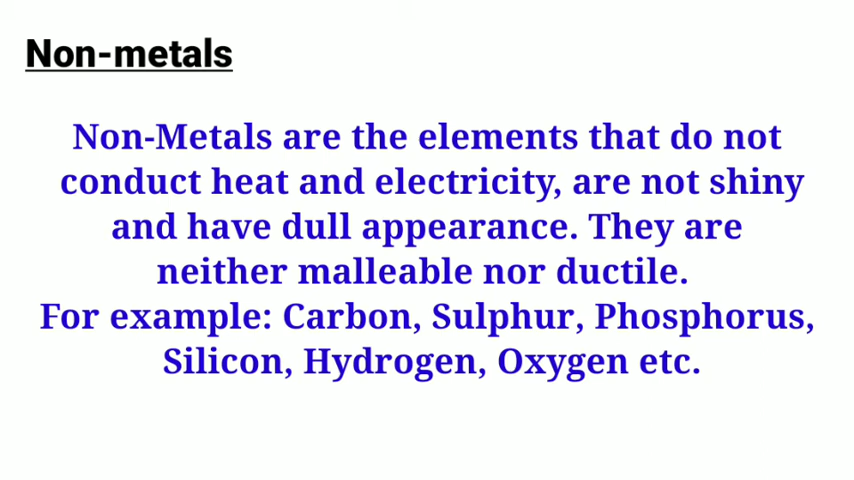 Non-metals
Non-Metals are the elements that do not
conduct heat and electricity, are not shiny
and have dull appearance. They are
neither malleable nor ductile.
For example: Carbon, Sulphur, Phosphorus,
Silicon, Hydrogen, Oxygen etc.